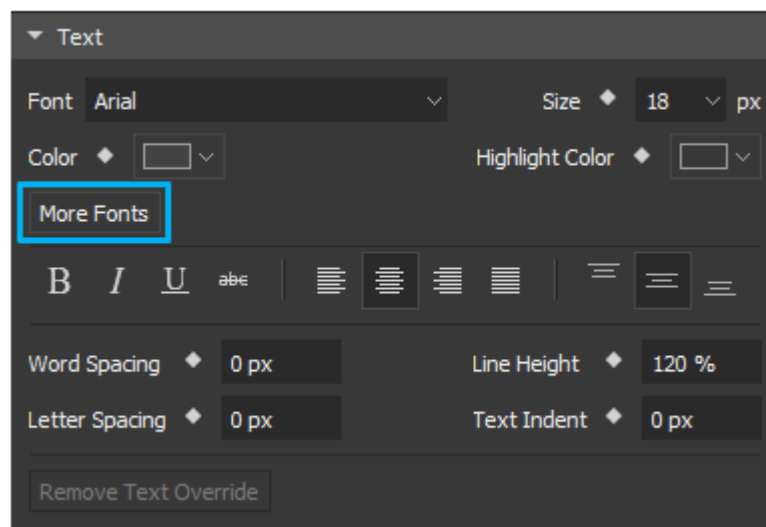 Text
Font Arial Size 18 px
Color Highlight Color
More Fonts
B I U abc
Word Spacing 0 px Line Height 120 %
Letter Spacing 0 px Text Indent 0 px
Remove Text Override